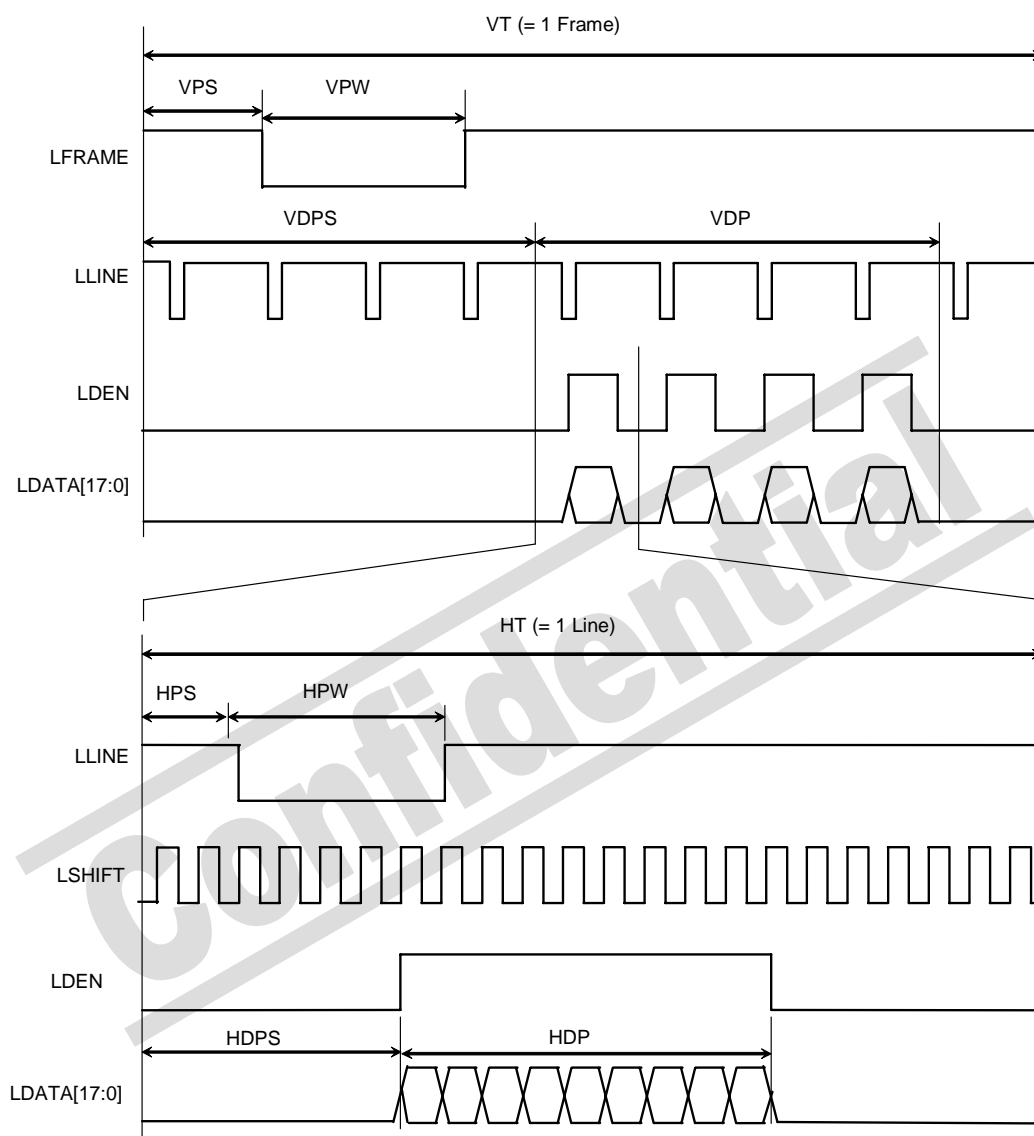 VT (= 1 Frame)
VPS VPW
LFRAME
VDPS VDP
LLINE
LDEN
LDATA[17:0]
HT (= 1 Line)
HPS HPW
LLINE
LSHIFT
LDEN
HDPS HDP
LDATA[17:0]
Confidential